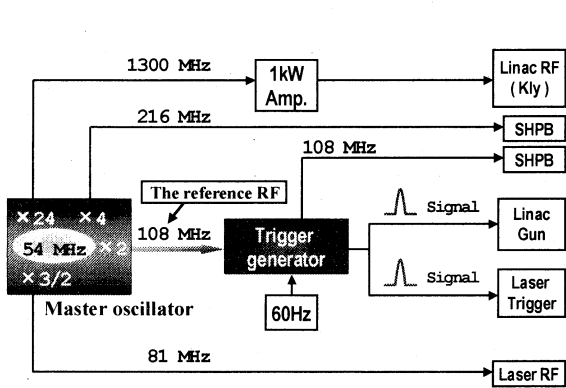 1300 MHz
1kW
Amp.
Linac RF
( Kly )
216 MHz
SHPB
108 MHz
SHPB
The reference RF
×24 ×4
54 MHz ×2
×3/2
108 MHz
Trigger
generator
Signal
Linac
Gun
Signal
Laser
Trigger
Master oscillator
60Hz
81 MHz
Laser RF